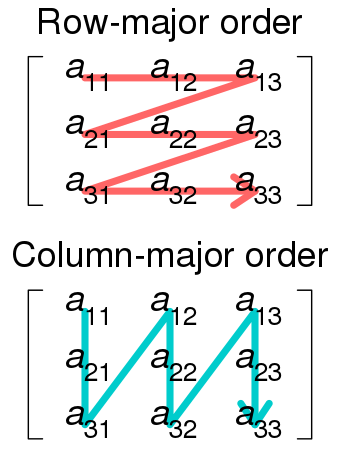 Row-major order
a11 a12 a13
a21 a22 a23
a31 a32 a33
Column-major order
a11 a12 a13
a21 a22 a23
a31 a32 a33